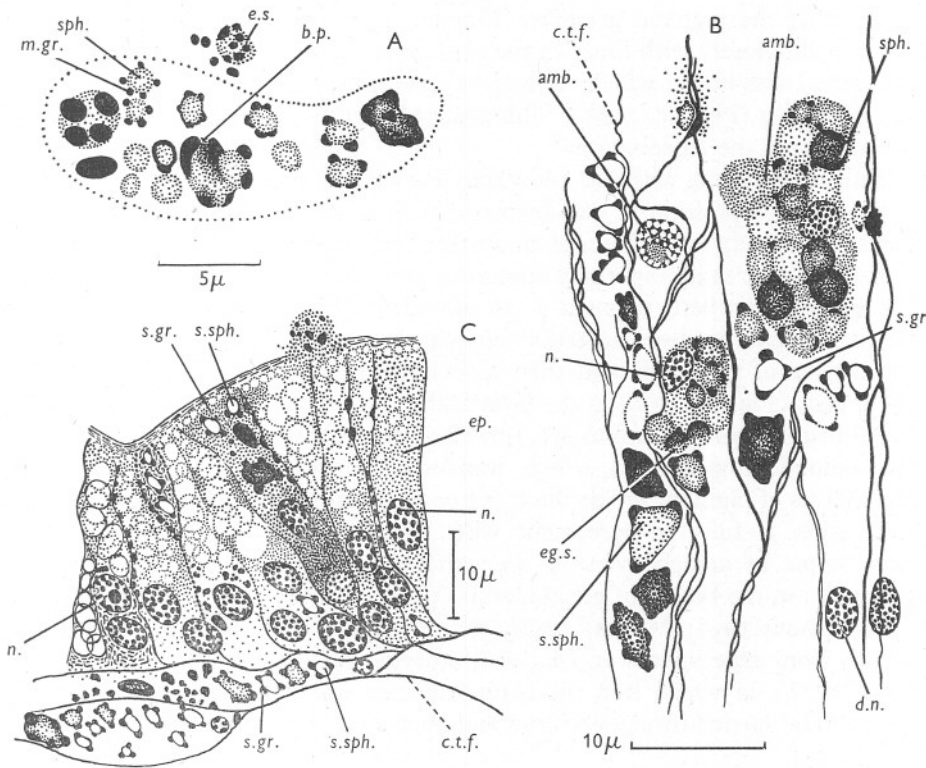 sph.
m.gr.
e.s.
b.p.
A
5μ
c.t.f.
amb.
B
amb.
sph.
s.gr.
n.
eg.s.
s.sph.
d.n.
10μ
s.gr.
s.sph.
C
ep.
n.
10μ
n.
s.gr.
s.sph.
c.t.f.